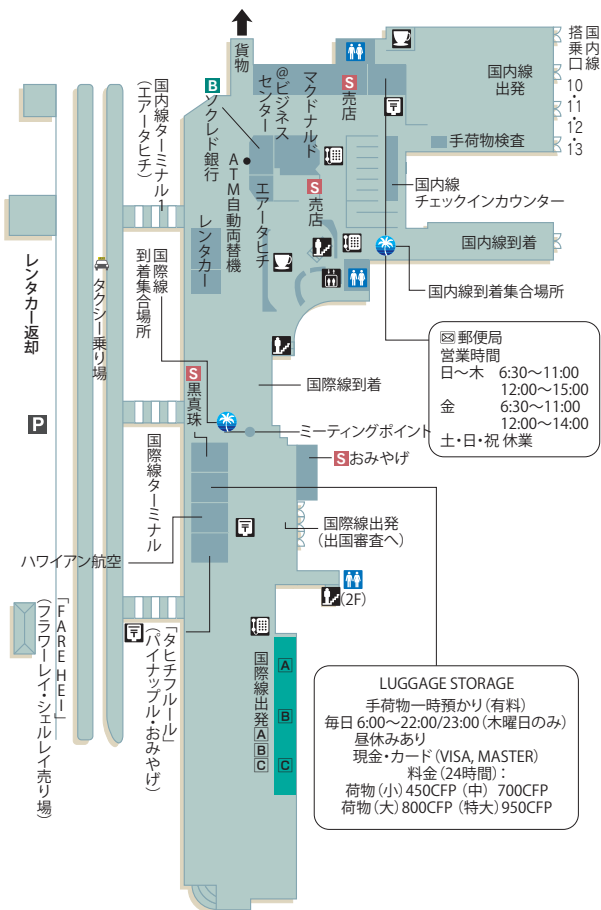 貨物
B
ソクレド銀行
@ビジネス
センター
マクドナルド
S
売店
国内線
出発
国内線
搭乗口
10・11・12・13
手荷物検査
国内線
チェックインカウンター
国内線到着
国内線到着集合場所
国内線ターミナル1
(エアータヒチ)
ATM自動両替機
エアータヒチ
S
売店
レンタカー
レンタカー返却
タクシー乗り場
国際線
到着集合場所
郵便局
営業時間
日〜木 6:30〜11:00
12:00〜15:00
金 6:30〜11:00
12:00〜14:00
土・日・祝 休業
国際線到着
S
黒真珠
P
ミーティングポイント
Sおみやげ
国際線ターミナル
国際線出発
(出国審査へ)
ハワイアン航空
(2F)
「FARE HEI」
(フラワーレイ・シェルレイ売り場)
「タヒチフルール」
(パイナップル・おみやげ)
国際線出発ABC
A
B
C
LUGGAGE STORAGE
手荷物一時預かり(有料)
毎日 6:00〜22:00/23:00 (木曜日のみ)
昼休みあり
現金・カード(VISA, MASTER)
料金(24時間):
荷物(小)450CFP (中) 700CFP
荷物(大)800CFP (特大)950CFP